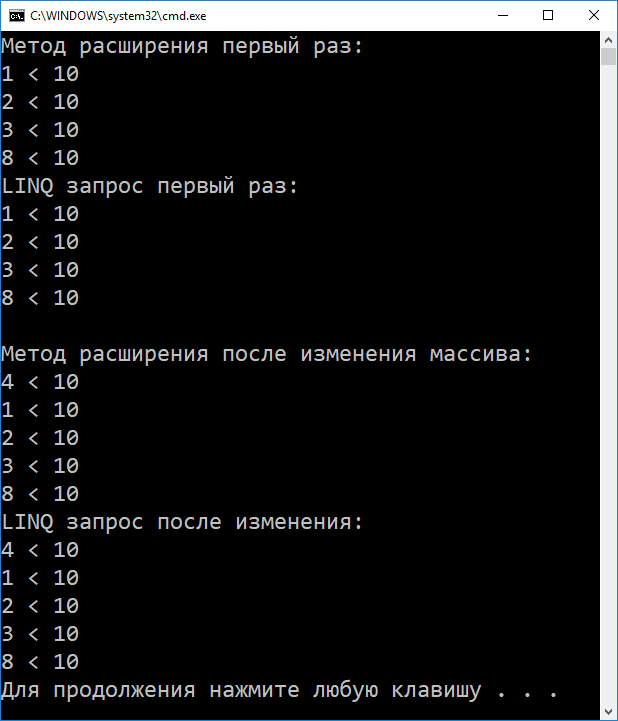 C:\WINDOWS\system32\cmd.exe
Метод расширения первый раз:
1 < 10
2 < 10
3 < 10
8 < 10
LINQ запрос первый раз:
1 < 10
2 < 10
3 < 10
8 < 10
Метод расширения после изменения массива:
4 < 10
1 < 10
2 < 10
3 < 10
8 < 10
LINQ запрос после изменения:
4 < 10
1 < 10
2 < 10
3 < 10
8 < 10
Для продолжения нажмите любую клавишу . . .